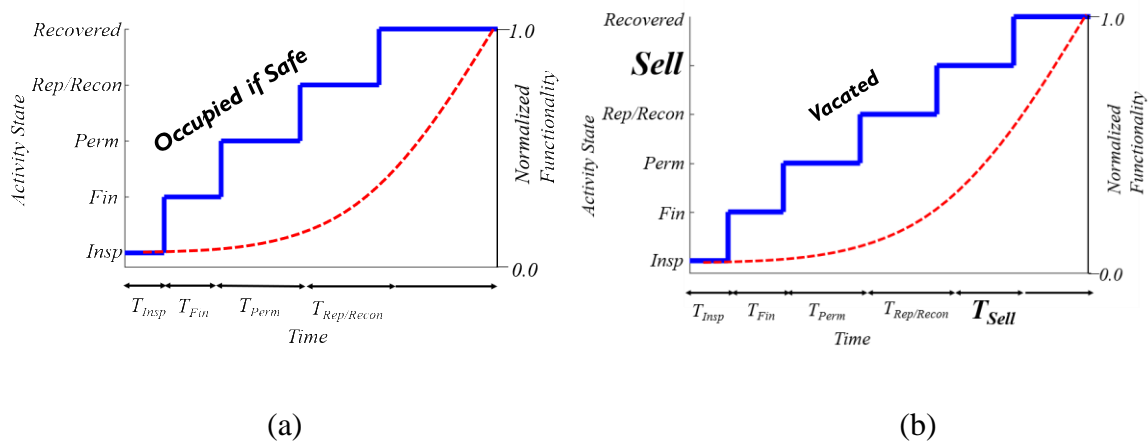 Recovered
Rep/Recon
Perm
Fin
Insp
Activity State
Occupied if Safe
1.0
0.0
Normalized
Functionality
T_Insp
T_Fin
T_Perm
T_Rep/Recon
Time
(a)
Recovered
Sell
Rep/Recon
Perm
Fin
Insp
Activity State
Vacated
1.0
0.0
Normalized
Functionality
T_Insp
T_Fin
T_Perm
T_Rep/Recon
T_Sell
Time
(b)